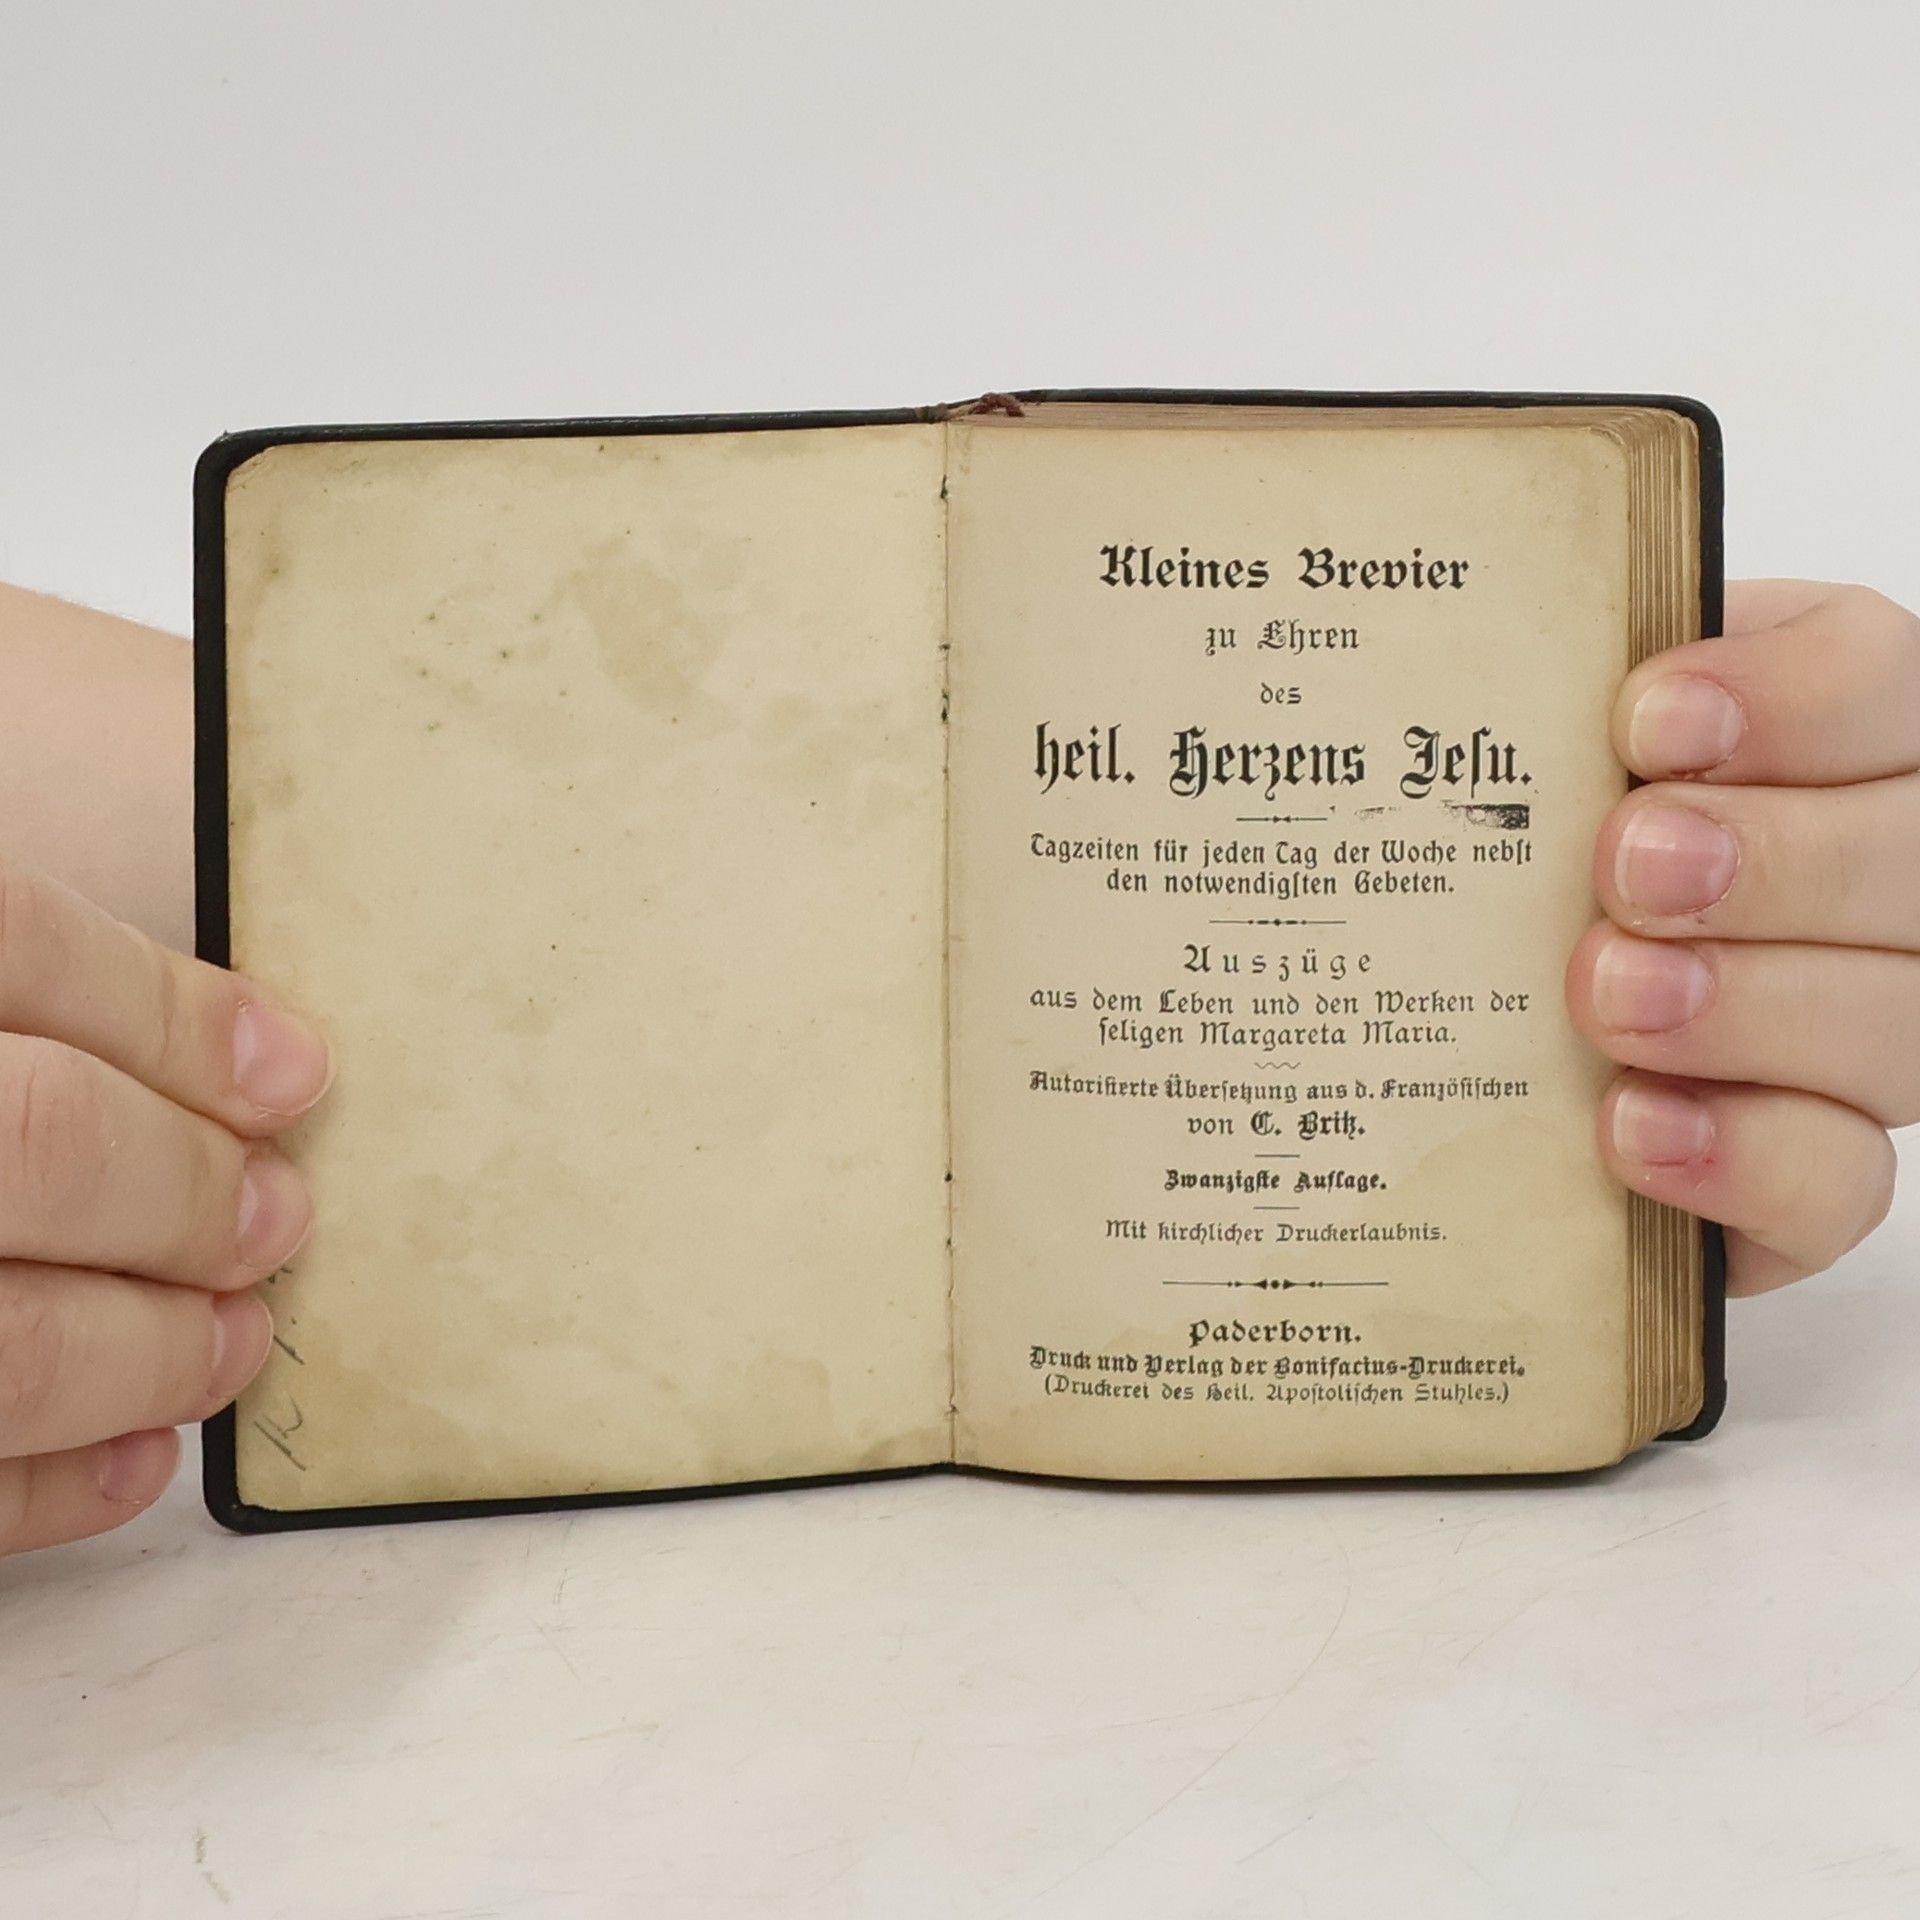 K
Kleines Brevier
zu Ehren
des
heil. Herzens Jesu.
Tagzeiten für jeden Tag der Woche nebſt
den notwendigſten Gebeten.
Auszüge
aus dem Leben und den Werken der
ſeligen Margareta Maria.
Autoriſierte Überſetzung aus d. Franzöſiſchen
von C. Britz.
Zwanzigſte Auflage.
Mit kirchlicher Druckerlaubnis.
Paderborn.
Druck und Verlag der Bonifacius-Druckerei.
(Druckerei des Heil. Apoſtoliſchen Stuhles.)